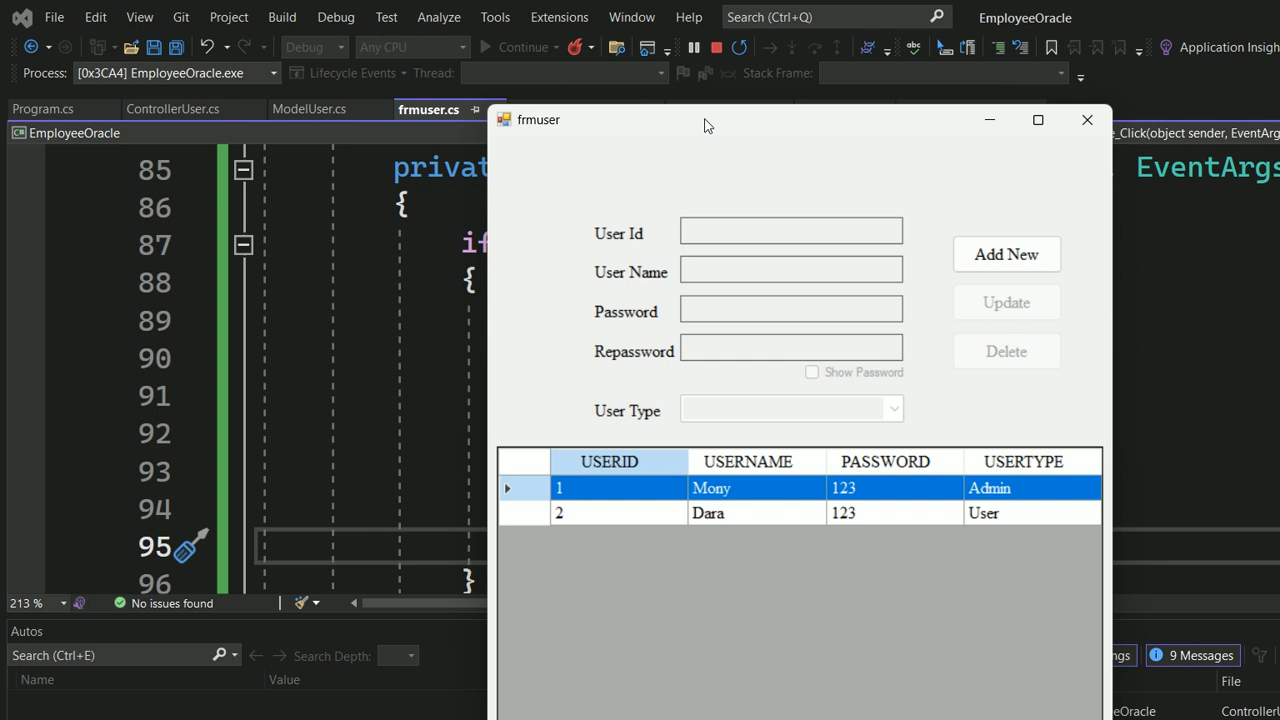 File Edit View Git Project Build Debug Test Analyze Tools Extensions Window Help Search (Ctrl+Q) EmployeeOracle
Debug Any CPU Continue Application Insigh
Process: [0x3CA4] EmployeeOracle.exe Lifecycle Events Thread: Stack Frame:
Program.cs ControllerUser.cs ModelUser.cs frmuser.cs
EmployeeOracle
_Click(object sender, EventArg
85 privat EventArgs
86 {
87 if
88 {
89
90
91
92
93
94
95
96 }
213 % No issues found
Autos
Search (Ctrl+E) Search Depth:
Name Value
frmuser
User Id
User Name
Password
Repassword
Show Password
User Type
Add New
Update
Delete
USERID USERNAME PASSWORD USERTYPE
1 Mony 123 Admin
2 Dara 123 User
ngs 9 Messages
File
eOracle ControllerU